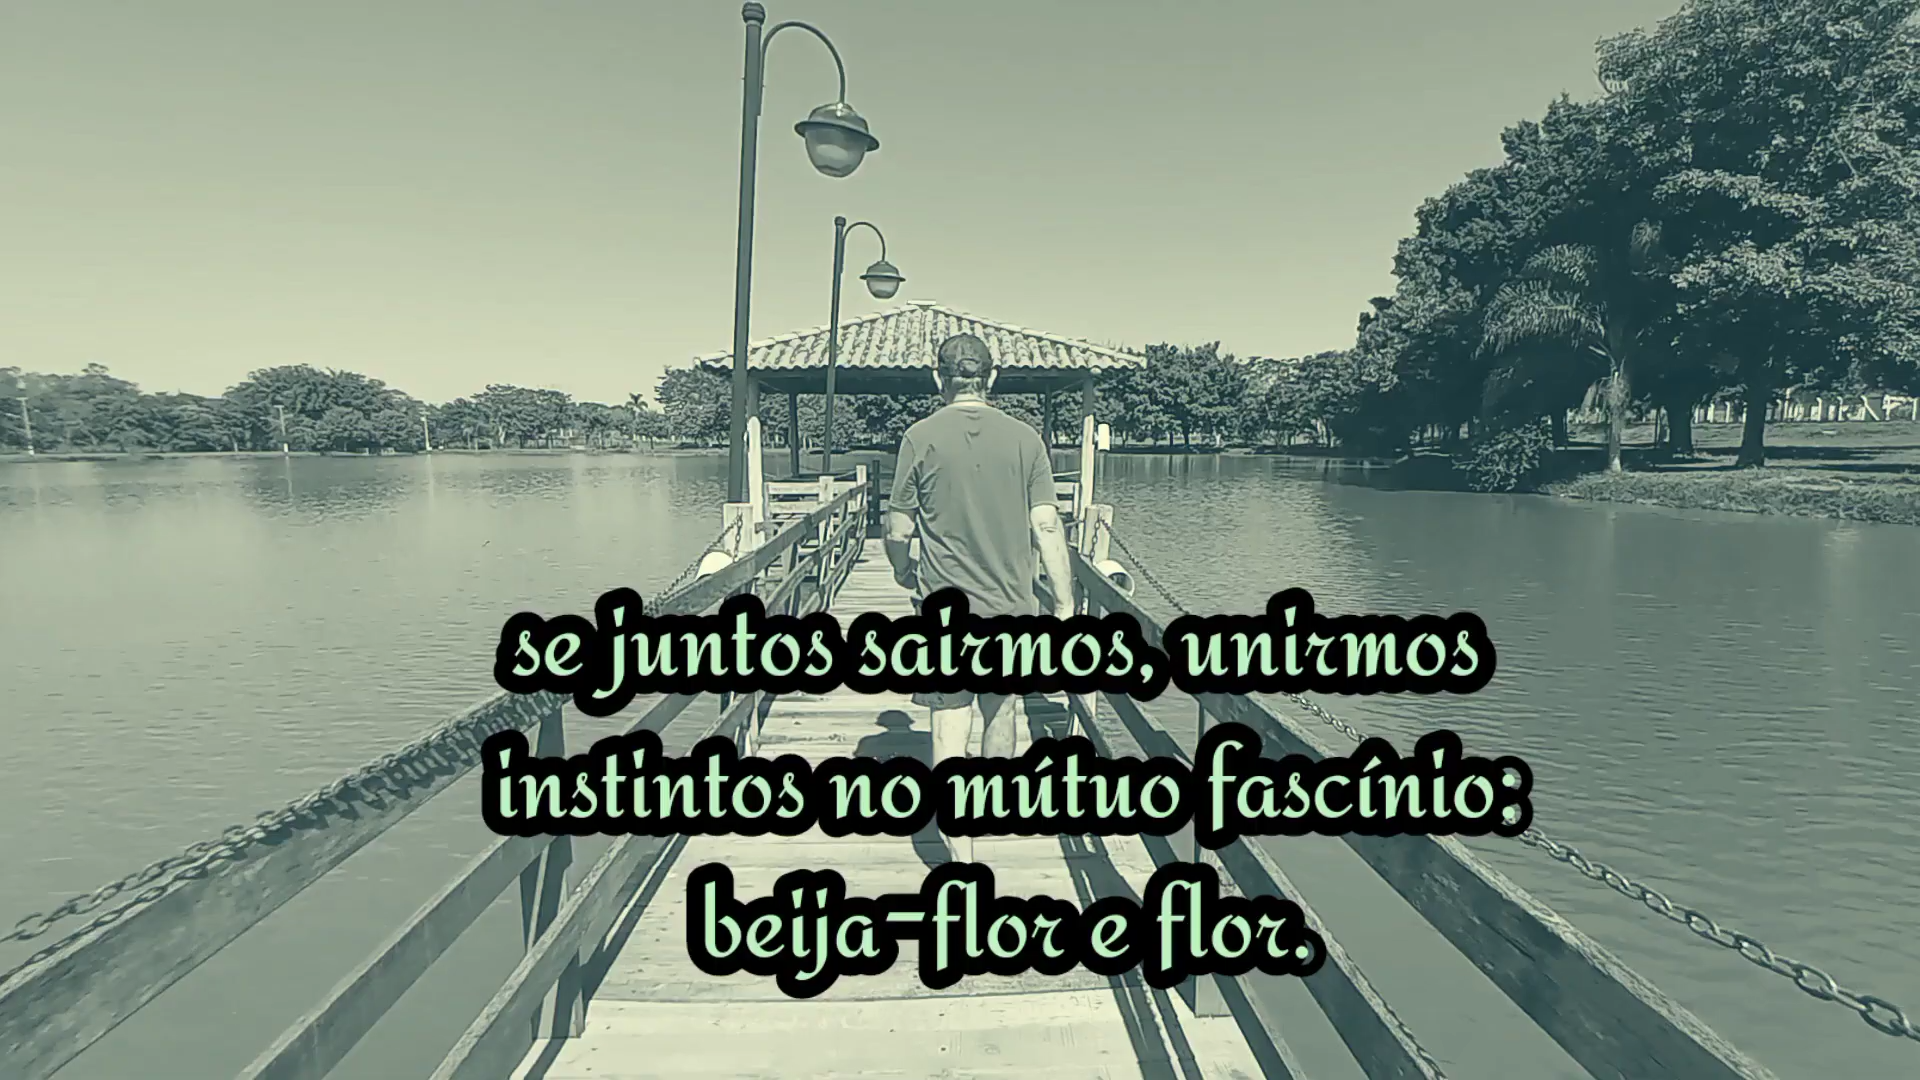 se juntos sairmos, unirmos
instintos no mútuo fascínio:
beija-flor e flor.